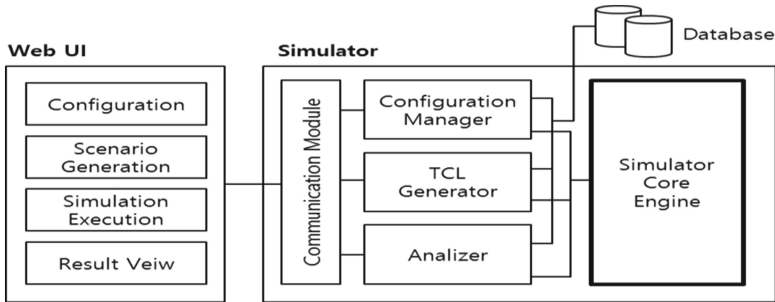 Web UI
Configuration
Scenario
Generation
Simulation
Execution
Result Veiw
Simulator
Communication Module
Configuration
Manager
TCL
Generator
Analizer
Database
Simulator
Core
Engine